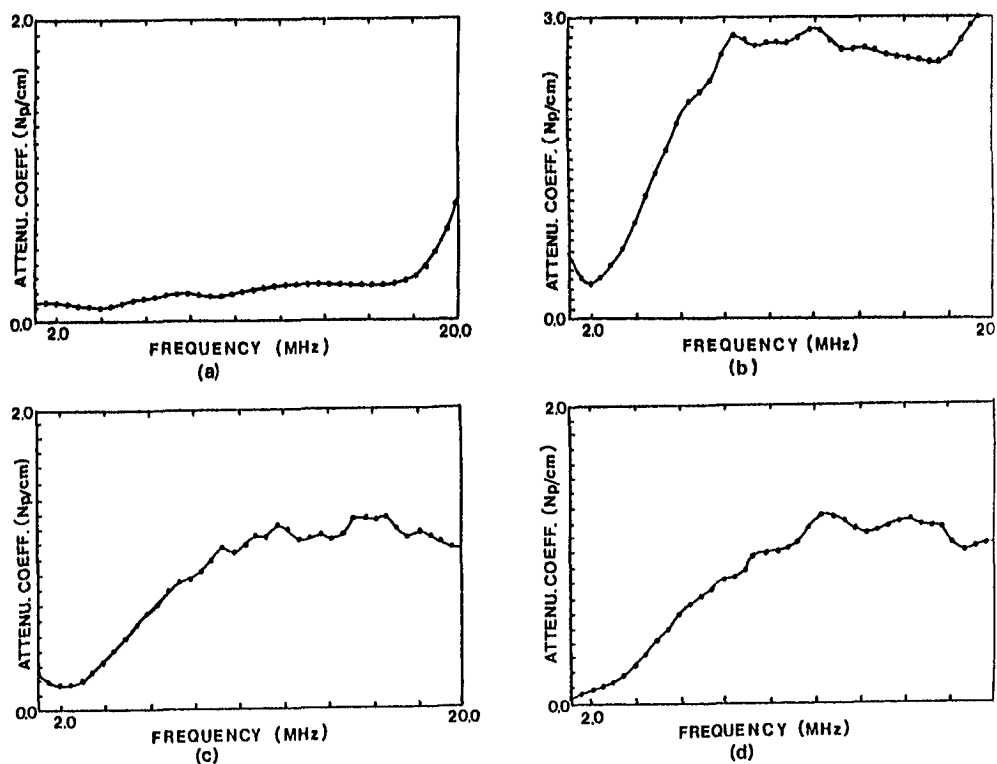 2.0
ATTENU. COEFF. (Np/cm)
0.0
2.0
20.0
FREQUENCY (MHz)
(a)
3.0
ATTENU. COEFF. (Np/cm)
0.0
2.0
20
FREQUENCY (MHz)
(b)
2.0
ATTENU. COEFF. (Np/cm)
0.0
2.0
20.0
FREQUENCY (MHz)
(c)
2.0
ATTENU. COEFF. (Np/cm)
0.0
2.0
FREQUENCY (MHz)
(d)